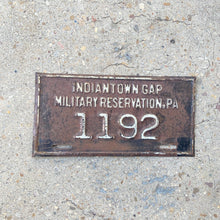 INDIANTOWN GAP
MILITARY RESERVATION, PA
1192